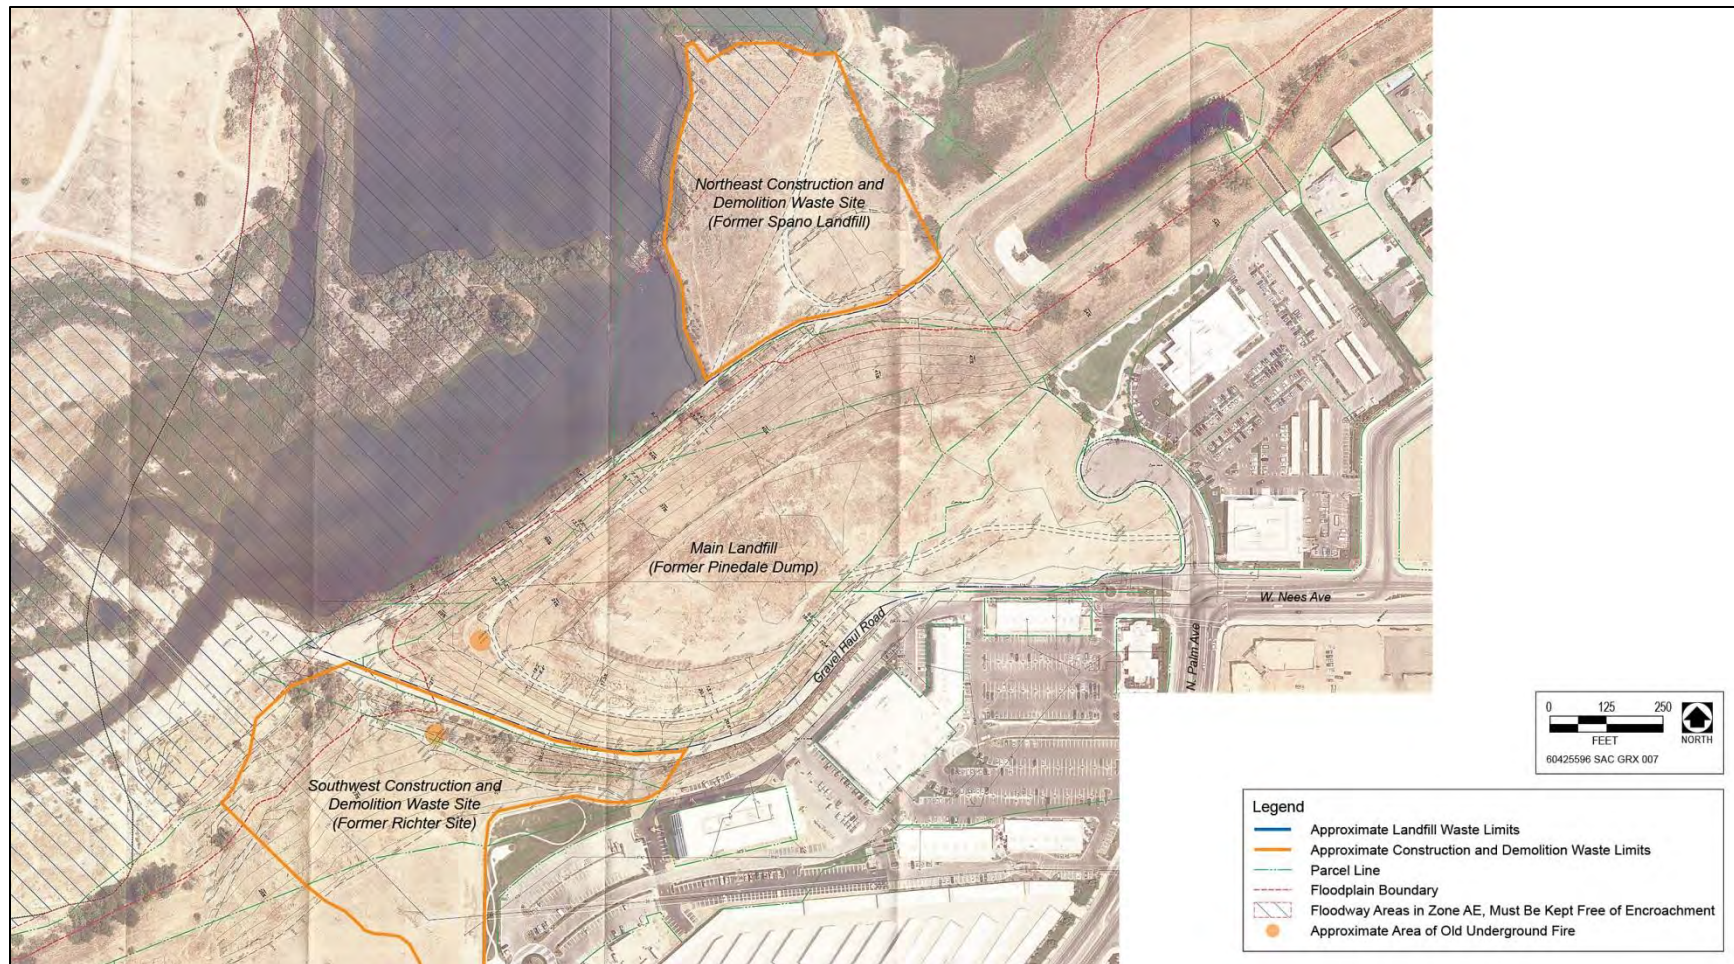 Northeast Construction and
Demolition Waste Site
(Former Spano Landfill)
Main Landfill
(Former Pinedale Dump)
Gravel Haul Road
W. Nees Ave
N. Palm Ave
Southwest Construction and
Demolition Waste Site
(Former Richter Site)
0 125 250
FEET
NORTH
60425596 SAC GRX 007
Legend
Approximate Landfill Waste Limits
Approximate Construction and Demolition Waste Limits
Parcel Line
Floodplain Boundary
Floodway Areas in Zone AE, Must Be Kept Free of Encroachment
Approximate Area of Old Underground Fire